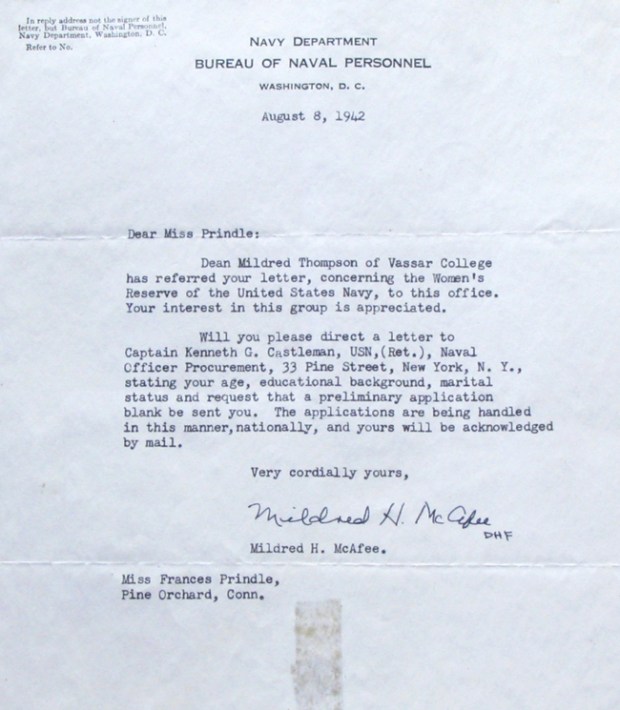 In reply address not the signer of this
letter, but Bureau of Naval Personnel,
Navy Department, Washington, D. C.
Refer to No.
NAVY DEPARTMENT
BUREAU OF NAVAL PERSONNEL
WASHINGTON, D. C.
August 8, 1942
Dear Miss Prindle:
Dean Mildred Thompson of Vassar College
has referred your letter, concerning the Women's
Reserve of the United States Navy, to this office.
Your interest in this group is appreciated.
Will you please direct a letter to
Captain Kenneth G. Castleman, USN,(Ret.), Naval
Officer Procurement, 33 Pine Street, New York, N. Y.,
stating your age, educational background, marital
status and request that a preliminary application
blank be sent you. The applications are being handled
in this manner,nationally, and yours will be acknowledged
by mail.
Very cordially yours,
Mildred H. McAfee
DHF
Mildred H. McAfee.
Miss Frances Prindle,
Pine Orchard, Conn.